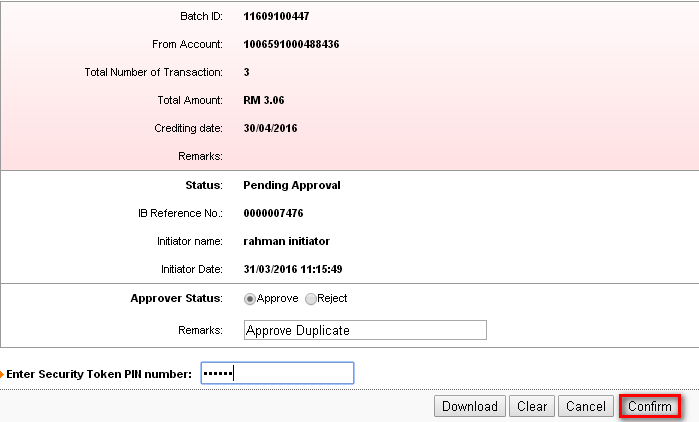 Batch ID: 11609100447
From Account: 1006591000488436
Total Number of Transaction: 3
Total Amount: RM 3.06
Crediting date: 30/04/2016
Remarks:
Status: Pending Approval
IB Reference No.: 0000007476
Initiator name: rahman initiator
Initiator Date: 31/03/2016 11:15:49
Approver Status: Approve Reject
Remarks: Approve Duplicate
Enter Security Token PIN number: ••••••
Download Clear Cancel Confirm